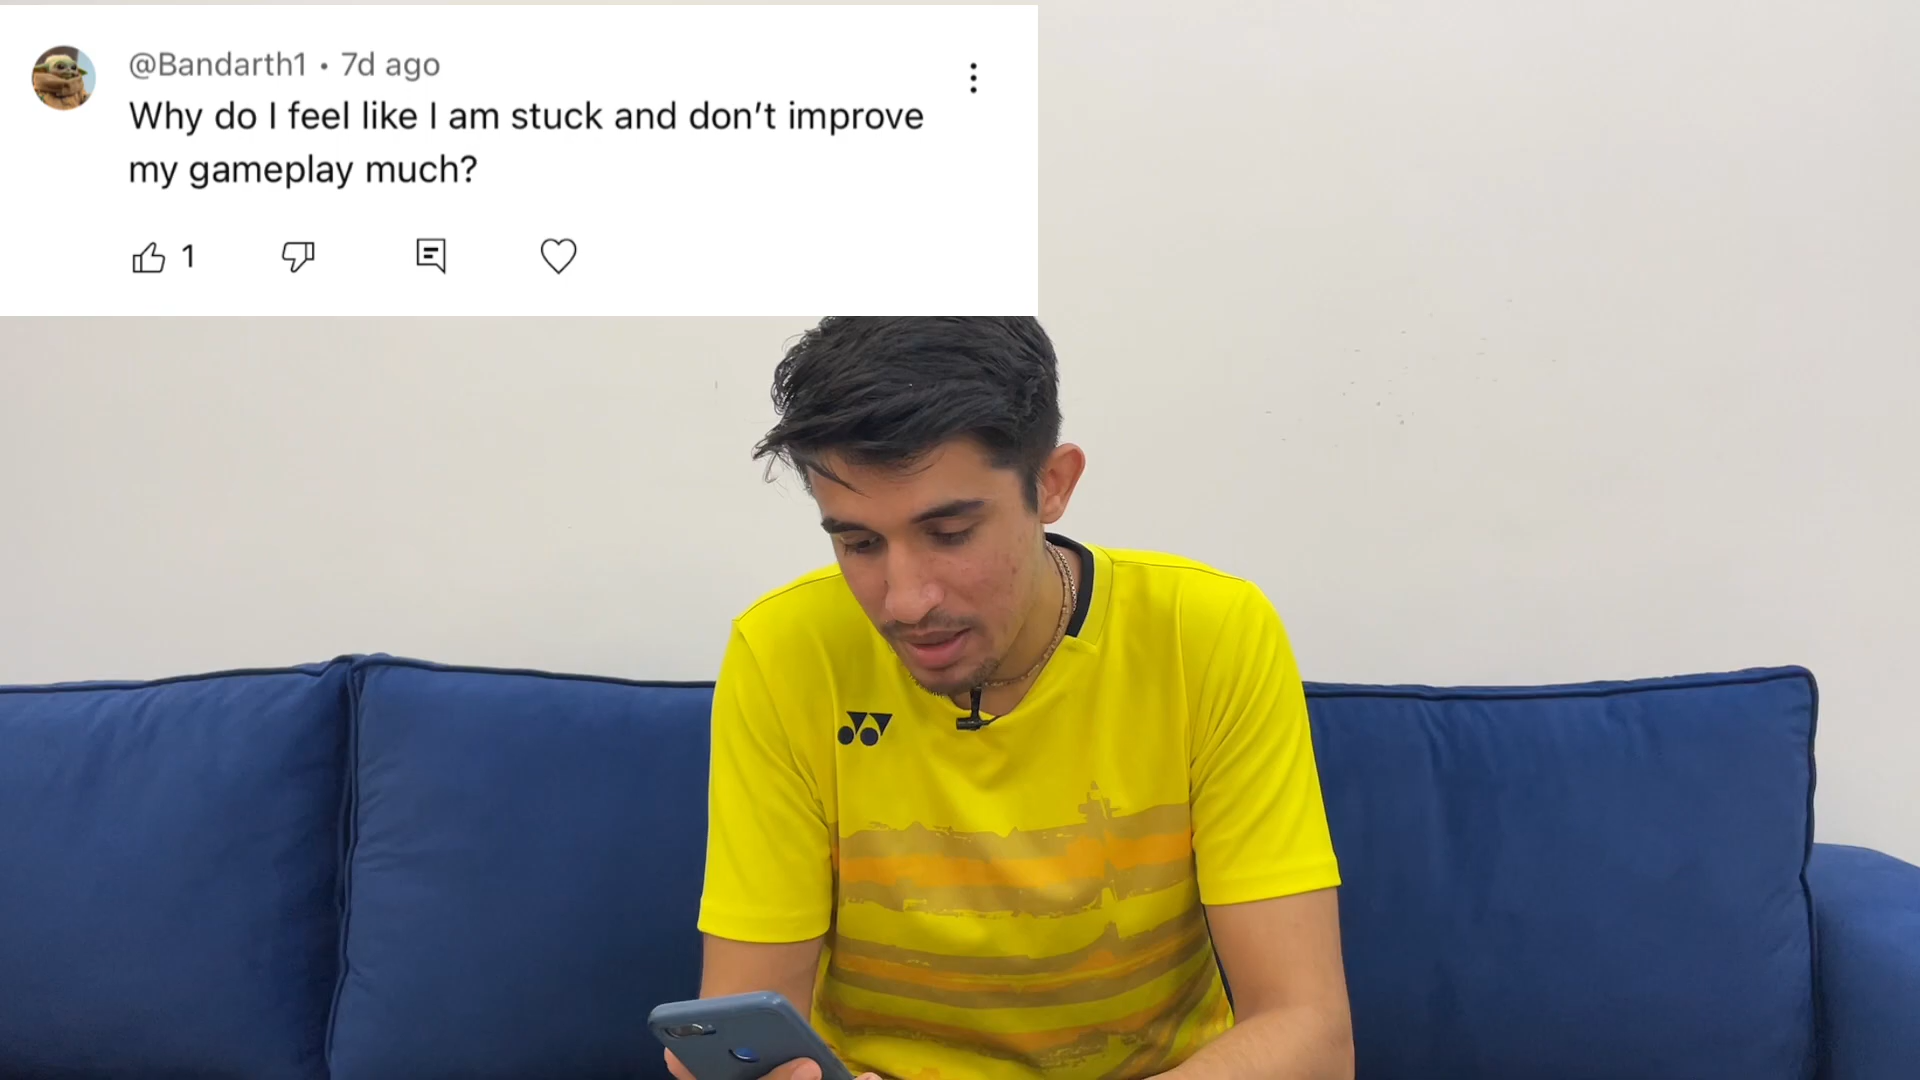 @Bandarth1 • 7d ago
Why do I feel like I am stuck and don’t improve
my gameplay much?
1